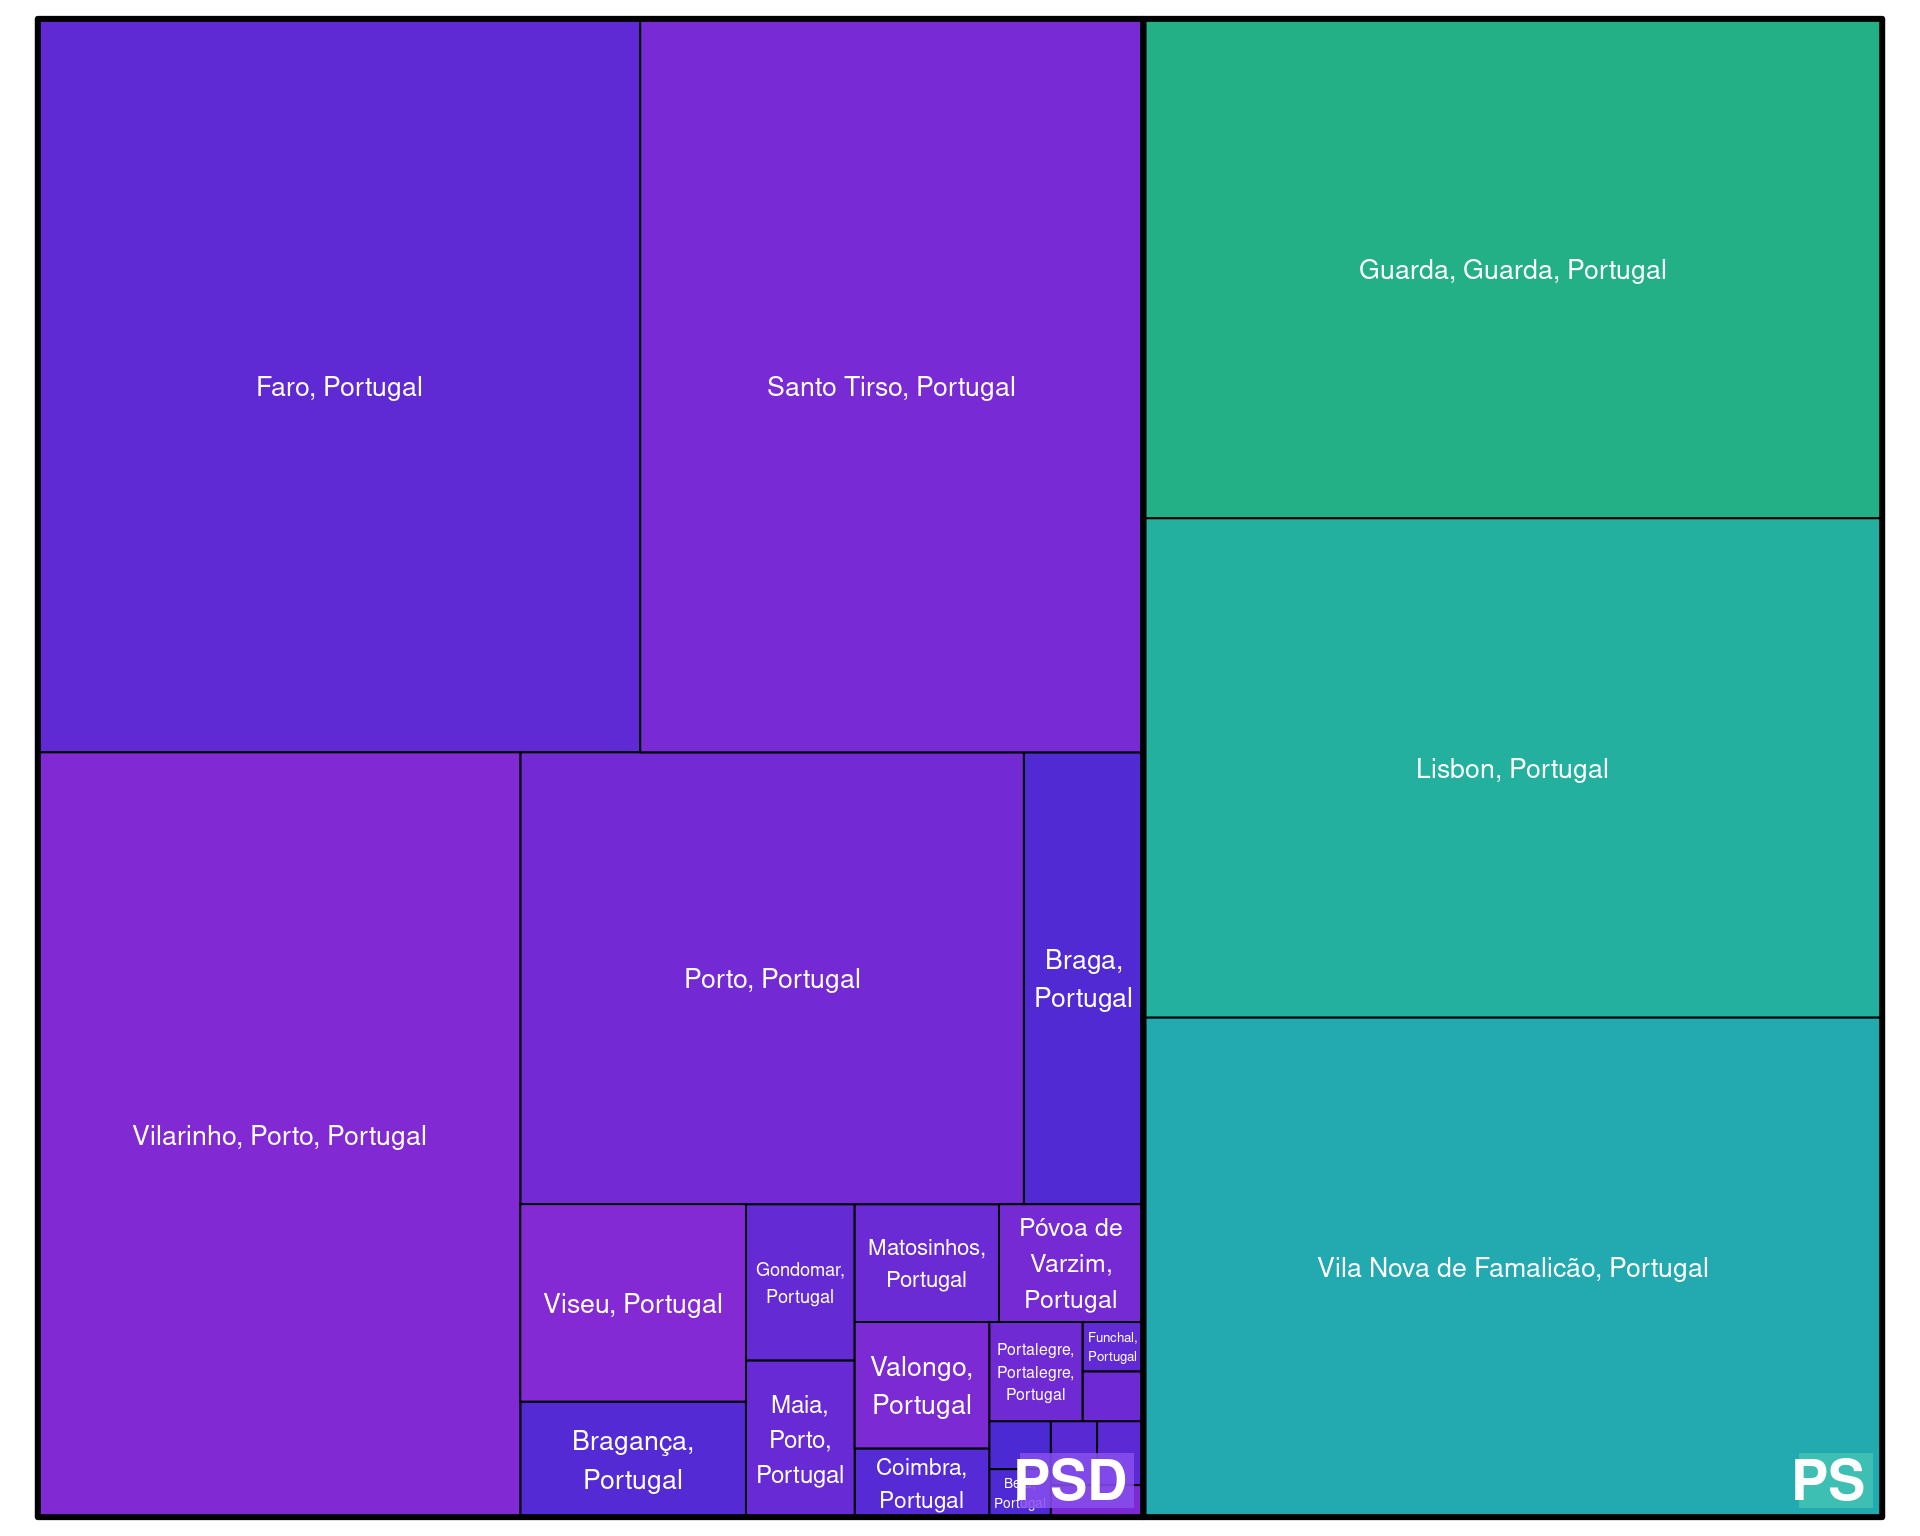 Faro, Portugal
Santo Tirso, Portugal
Guarda, Guarda, Portugal
Lisbon, Portugal
Vilarinho, Porto, Portugal
Porto, Portugal
Braga,
Portugal
Vila Nova de Famalicão, Portugal
Viseu, Portugal
Gondomar,
Portugal
Matosinhos,
Portugal
Póvoa de
Varzim,
Portugal
Bragança,
Portugal
Maia,
Porto,
Portugal
Valongo,
Portugal
Portalegre,
Portalegre,
Portugal
Funchal,
Portugal
Coimbra,
Portugal
Portugal
PSD
PS